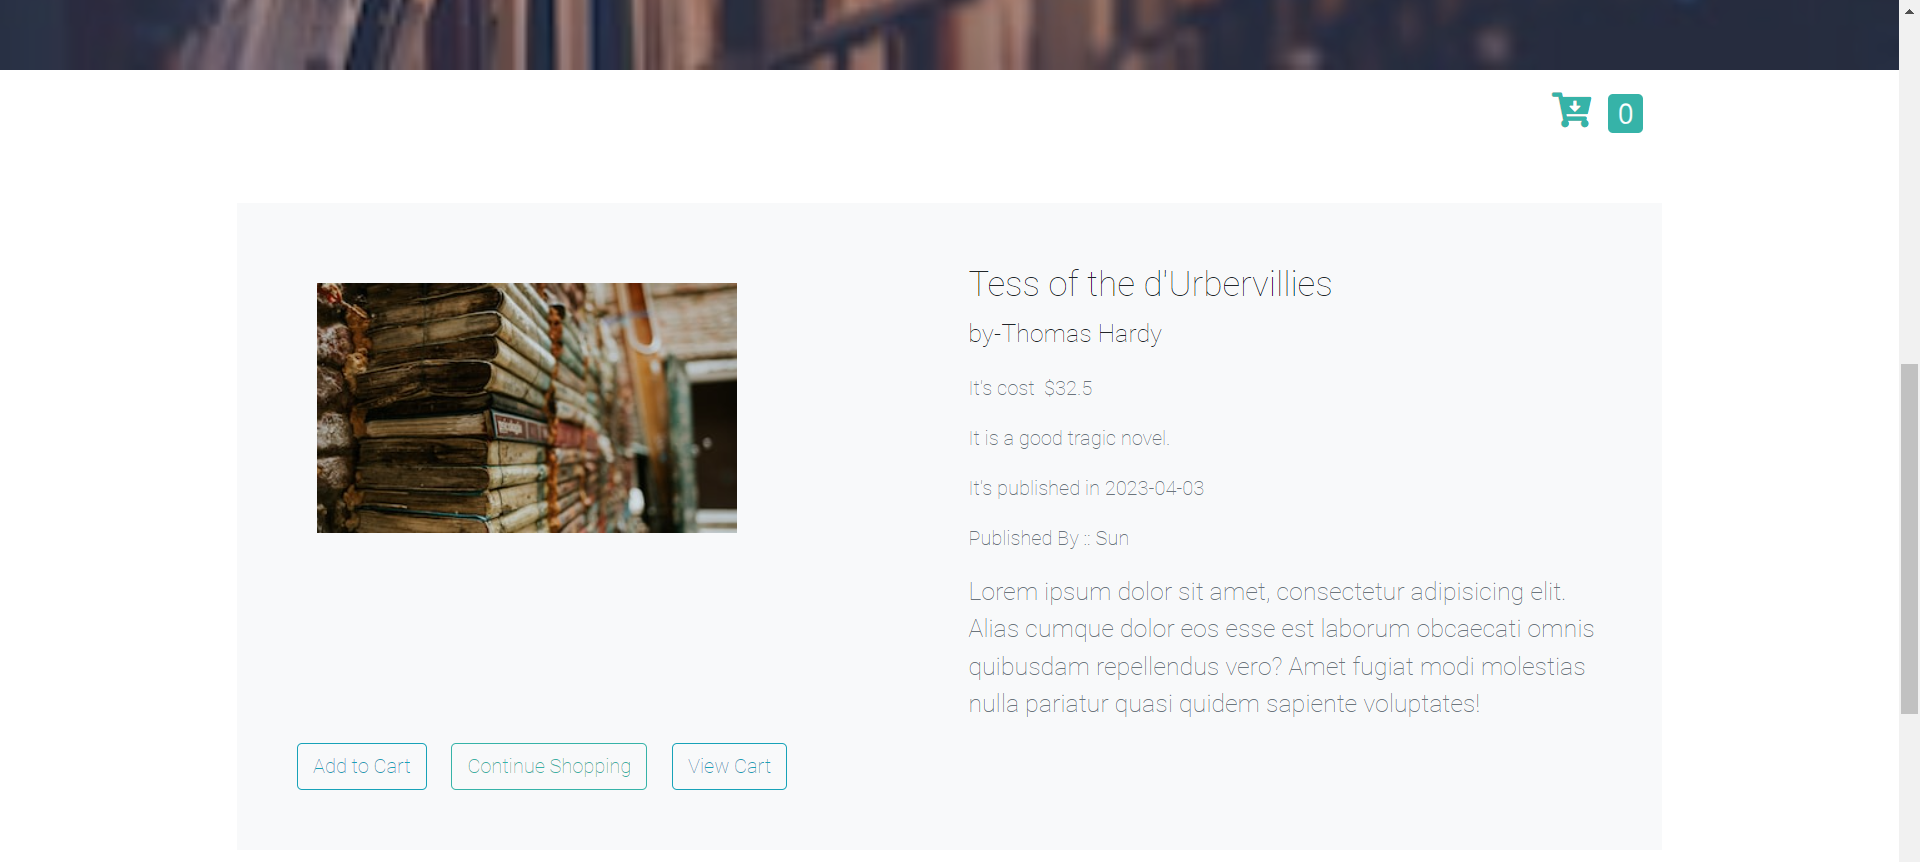 0
Tess of the d'Urbervillies
by-Thomas Hardy
It's cost $32.5
It is a good tragic novel.
It's published in 2023-04-03
Published By :: Sun
Lorem ipsum dolor sit amet, consectetur adipisicing elit.
Alias cumque dolor eos esse est laborum obcaecati omnis
quibusdam repellendus vero? Amet fugiat modi molestias
nulla pariatur quasi quidem sapiente voluptates!
Add to Cart Continue Shopping View Cart